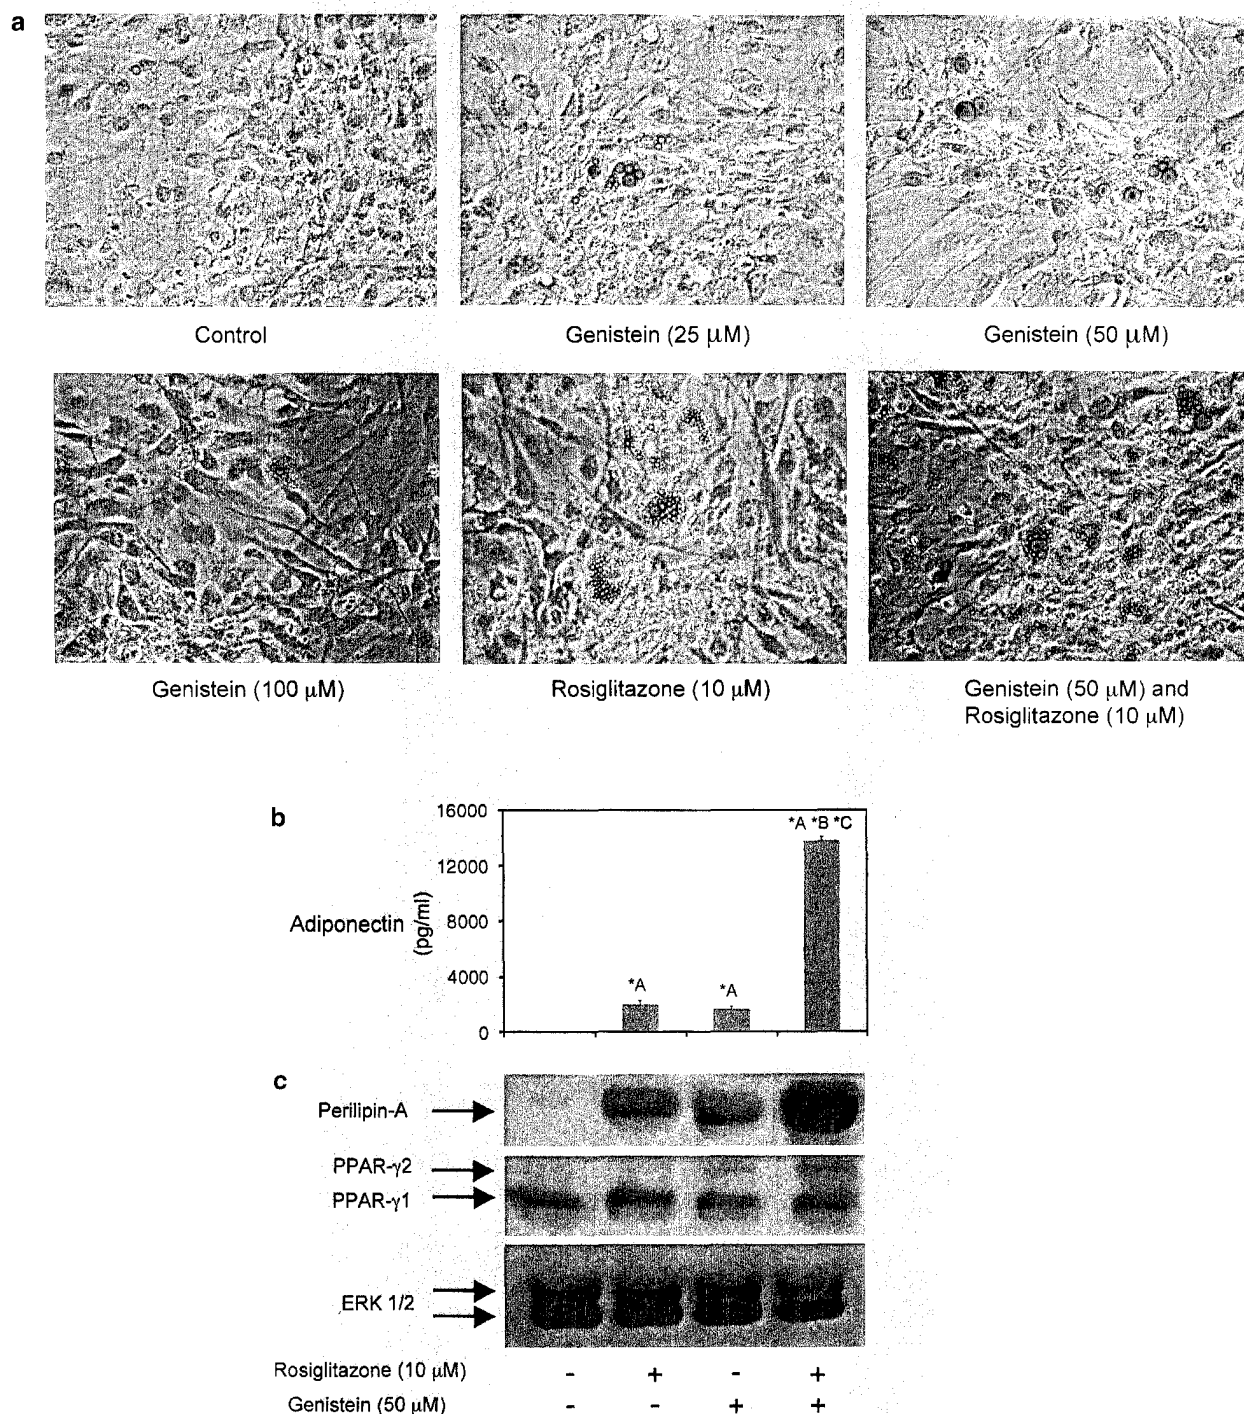 a
Control
Genistein (25 μM)
Genistein (50 μM)
Genistein (100 μM)
Rosiglitazone (10 μM)
Genistein (50 μM) and
Rosiglitazone (10 μM)
b
16000
12000
8000
4000
0
Adiponectin
(pg/ml)
*A
*A
*A *B *C
c
Perilipin-A
PPAR-γ2
PPAR-γ1
ERK 1/2
Rosiglitazone (10 μM) - + - +
Genistein (50 μM) - - + +